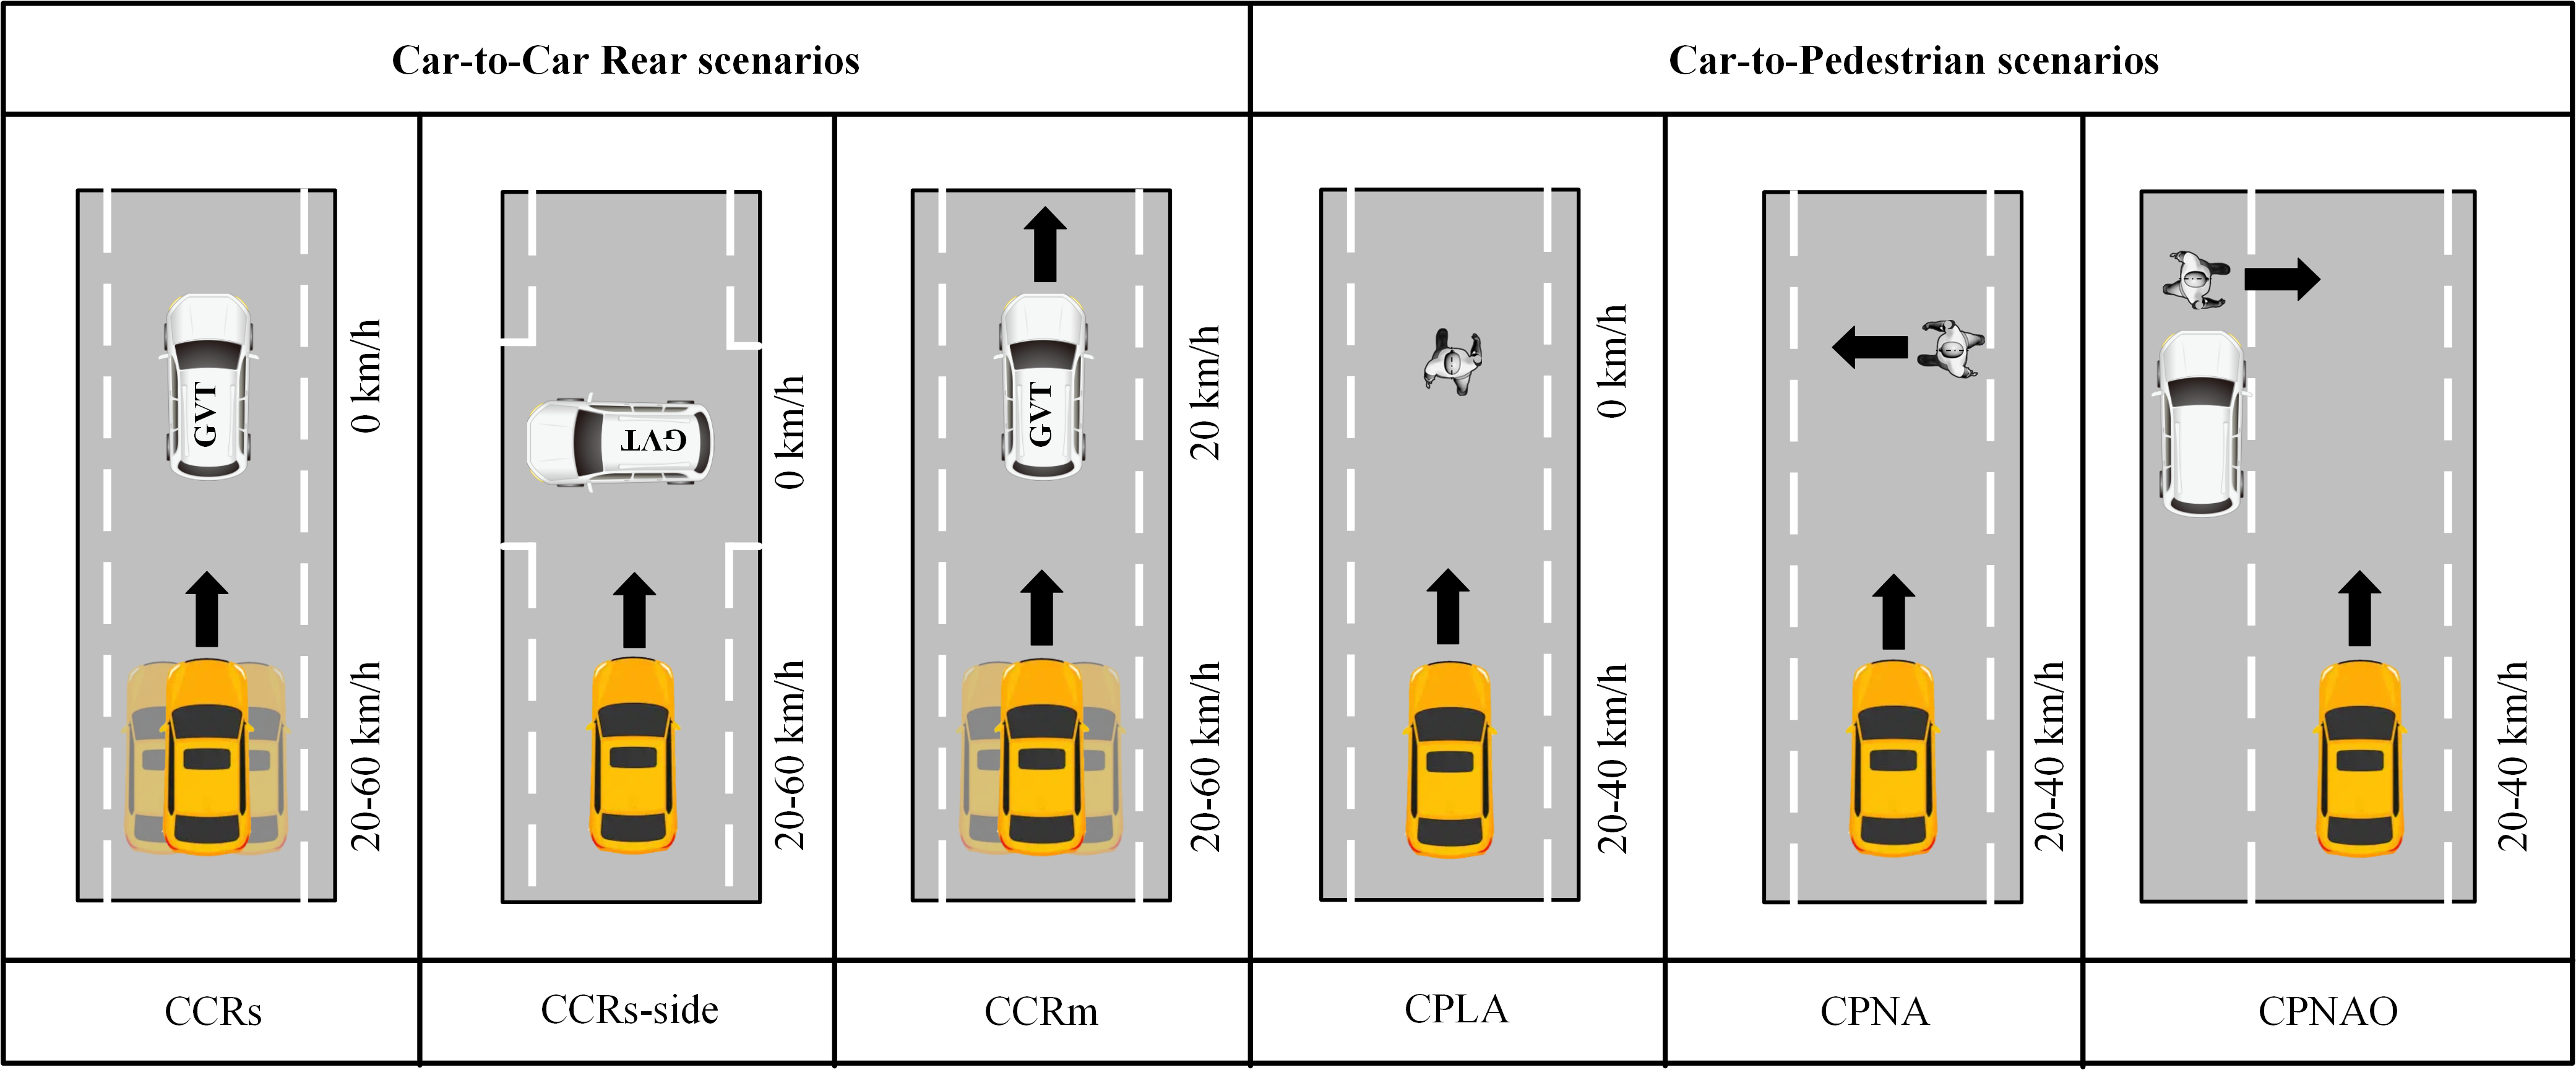 Car-to-Car Rear scenarios
Car-to-Pedestrian scenarios
GVT
0 km/h
20-60 km/h
GVT
0 km/h
20-60 km/h
GVT
20 km/h
20-60 km/h
0 km/h
20-40 km/h
20-40 km/h
20-40 km/h
CCRs
CCRs-side
CCRm
CPLA
CPNA
CPNAO